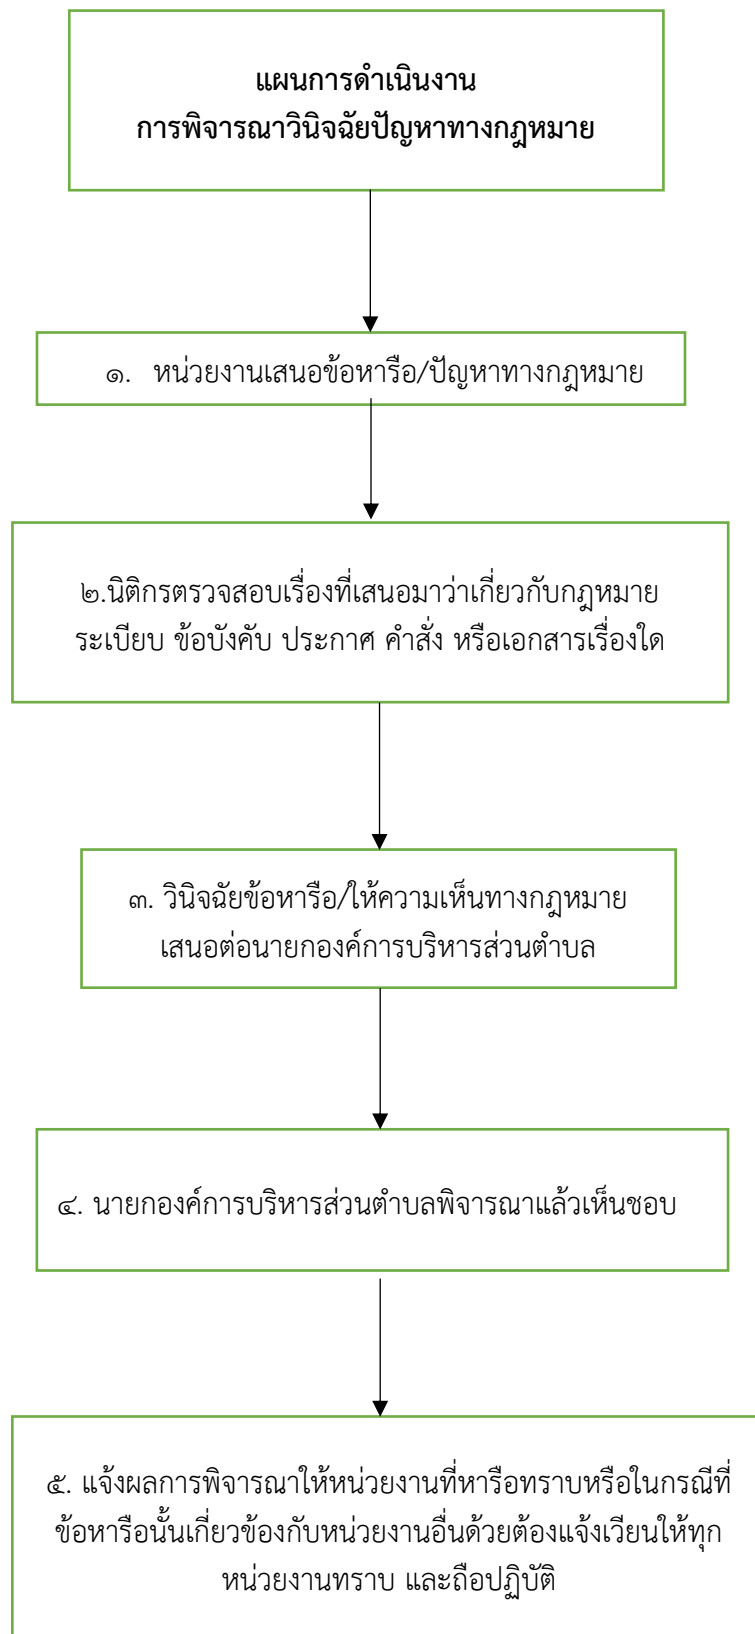 แผนการดำเนินงาน
การพิจารณาวินิจฉัยปัญหาทางกฎหมาย
๑. หน่วยงานเสนอข้อหารือ/ปัญหาทางกฎหมาย
๒.นิติกรตรวจสอบเรื่องที่เสนอมาว่าเกี่ยวกับกฎหมาย
ระเบียบ ข้อบังคับ ประกาศ คำสั่ง หรือเอกสารเรื่องใด
๓. วินิจฉัยข้อหารือ/ให้ความเห็นทางกฎหมาย
เสนอต่อนายกองค์การบริหารส่วนตำบล
๔. นายกองค์การบริหารส่วนตำบลพิจารณาแล้วเห็นชอบ
๕. แจ้งผลการพิจารณาให้หน่วยงานที่หารือทราบหรือในกรณีที่
ข้อหารือนั้นเกี่ยวข้องกับหน่วยงานอื่นด้วยต้องแจ้งเวียนให้ทุก
หน่วยงานทราบ และถือปฏิบัติ